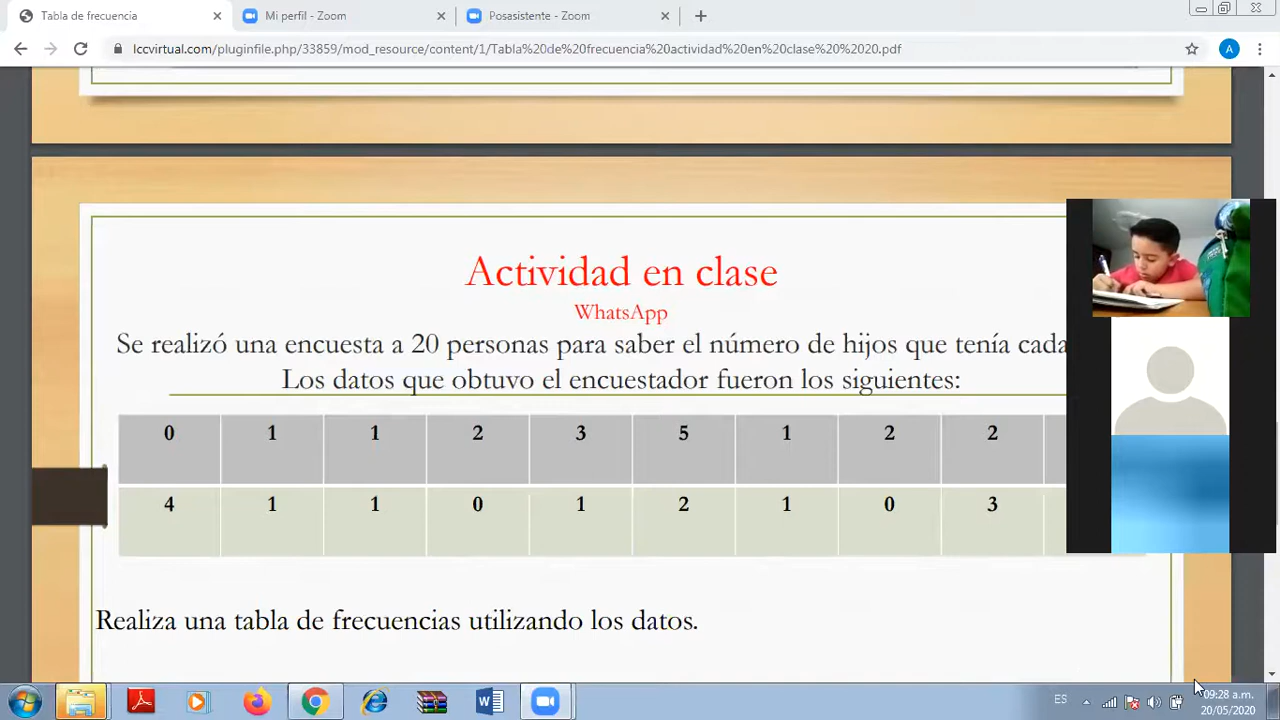 Tabla de frecuencia
Mi perfil - Zoom
Posasistente - Zoom
lccvirtual.com/pluginfile.php/33859/mod_resource/content/1/Tabla%20de%20frecuencia%20actividad%20en%20clase%20%2020.pdf
A
Actividad en clase
WhatsApp
Se realizó una encuesta a 20 personas para saber el número de hijos que tenía cada
Los datos que obtuvo el encuestador fueron los siguientes:
0 1 1 2 3 5 1 2 2
4 1 1 0 1 2 1 0 3
Realiza una tabla de frecuencias utilizando los datos.
ES
09:28 a.m.
20/05/2020